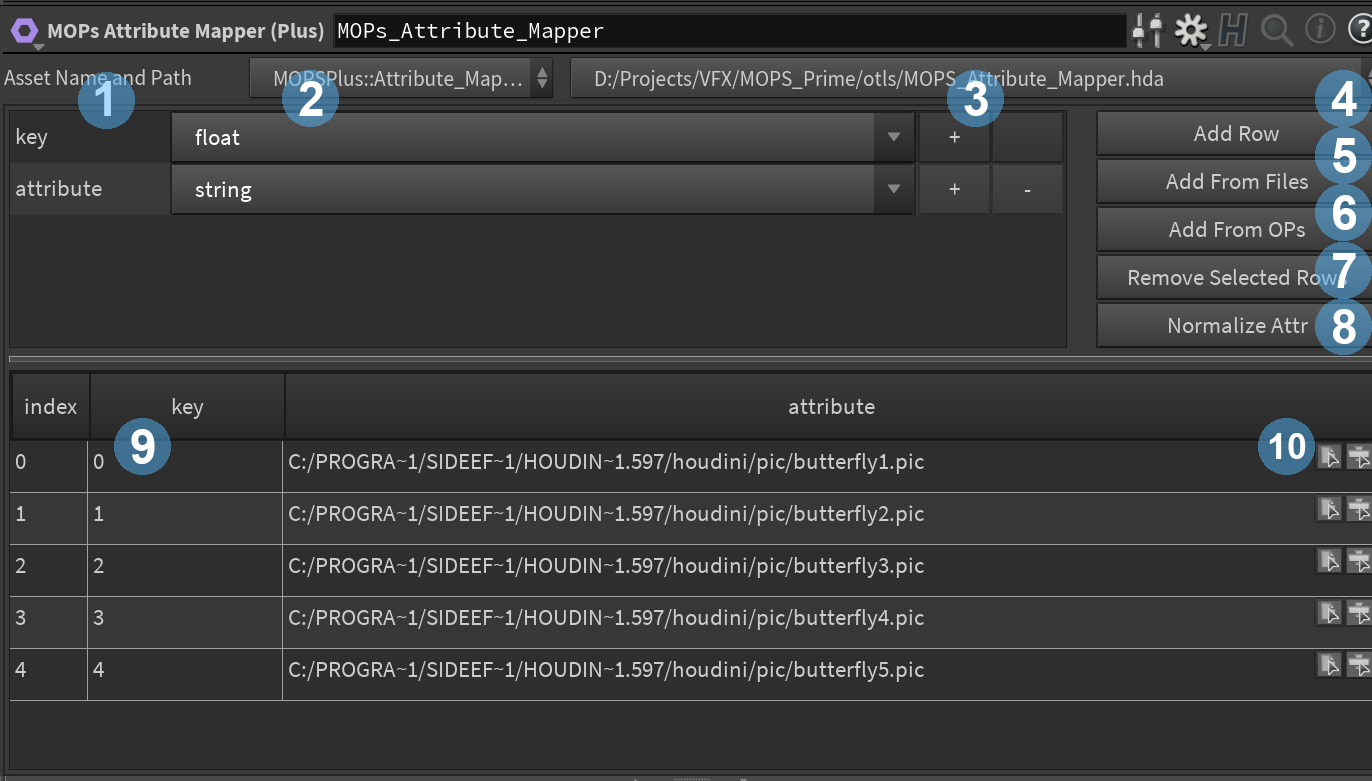 MOPs Attribute Mapper (Plus) MOPs_Attribute_Mapper
Asset Name and Path MOPSPlus::Attribute_Map... D:/Projects/VFX/MOPS_Prime/otls/MOPS_Attribute_Mapper.hda
1 2 3 4
key float + Add Row
5
attribute string + - Add From Files
6
Add From OPs
7
Remove Selected Rows
8
Normalize Attr
index key attribute
9 10
0 0 C:/PROGRA~1/SIDEEF~1/HOUDIN~1.597/houdini/pic/butterfly1.pic
1 1 C:/PROGRA~1/SIDEEF~1/HOUDIN~1.597/houdini/pic/butterfly2.pic
2 2 C:/PROGRA~1/SIDEEF~1/HOUDIN~1.597/houdini/pic/butterfly3.pic
3 3 C:/PROGRA~1/SIDEEF~1/HOUDIN~1.597/houdini/pic/butterfly4.pic
4 4 C:/PROGRA~1/SIDEEF~1/HOUDIN~1.597/houdini/pic/butterfly5.pic